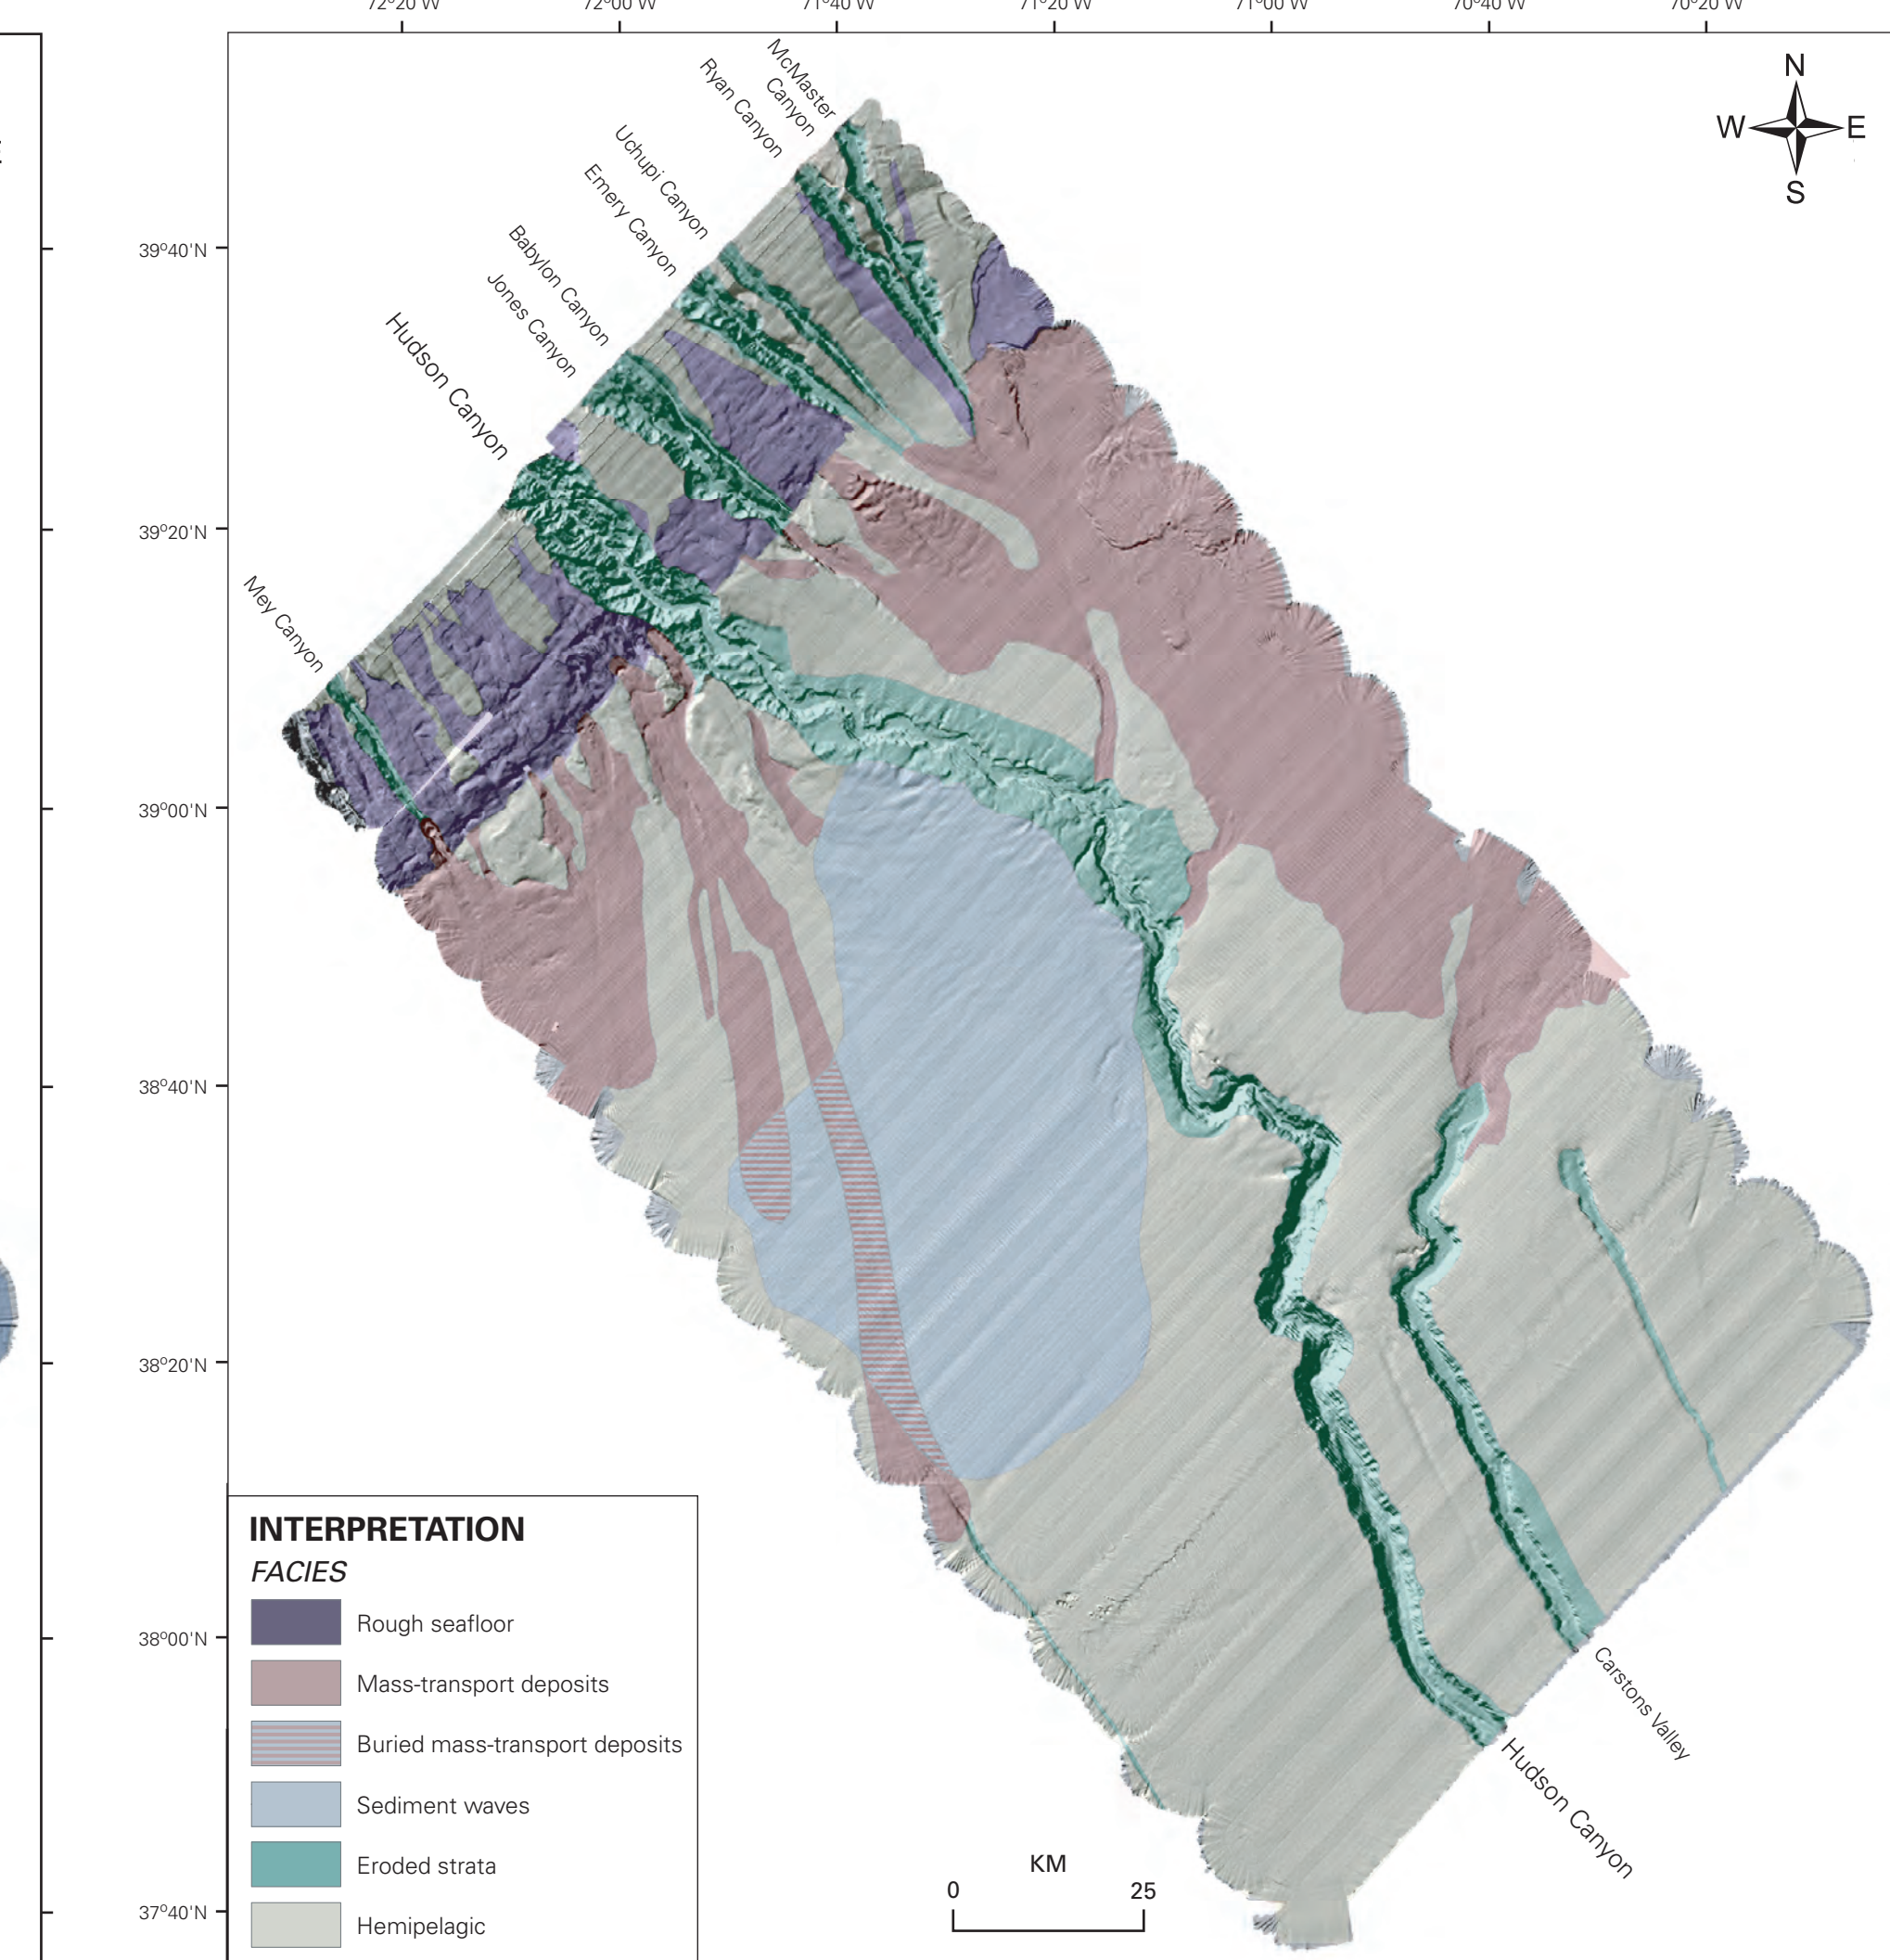 72°20'W
72°00'W
71°40'W
71°20'W
71°00'W
70°40'W
70°20'W
N
W
E
S
McMaster
Canyon
Ryan Canyon
Uchupi Canyon
Emery Canyon
Babylon Canyon
Jones Canyon
Hudson Canyon
Mey Canyon
39°40'N
39°20'N
39°00'N
38°40'N
38°20'N
38°00'N
37°40'N
Carstons Valley
Hudson Canyon
KM
0
25
INTERPRETATION
FACIES
Rough seafloor
Mass-transport deposits
Buried mass-transport deposits
Sediment waves
Eroded strata
Hemipelagic